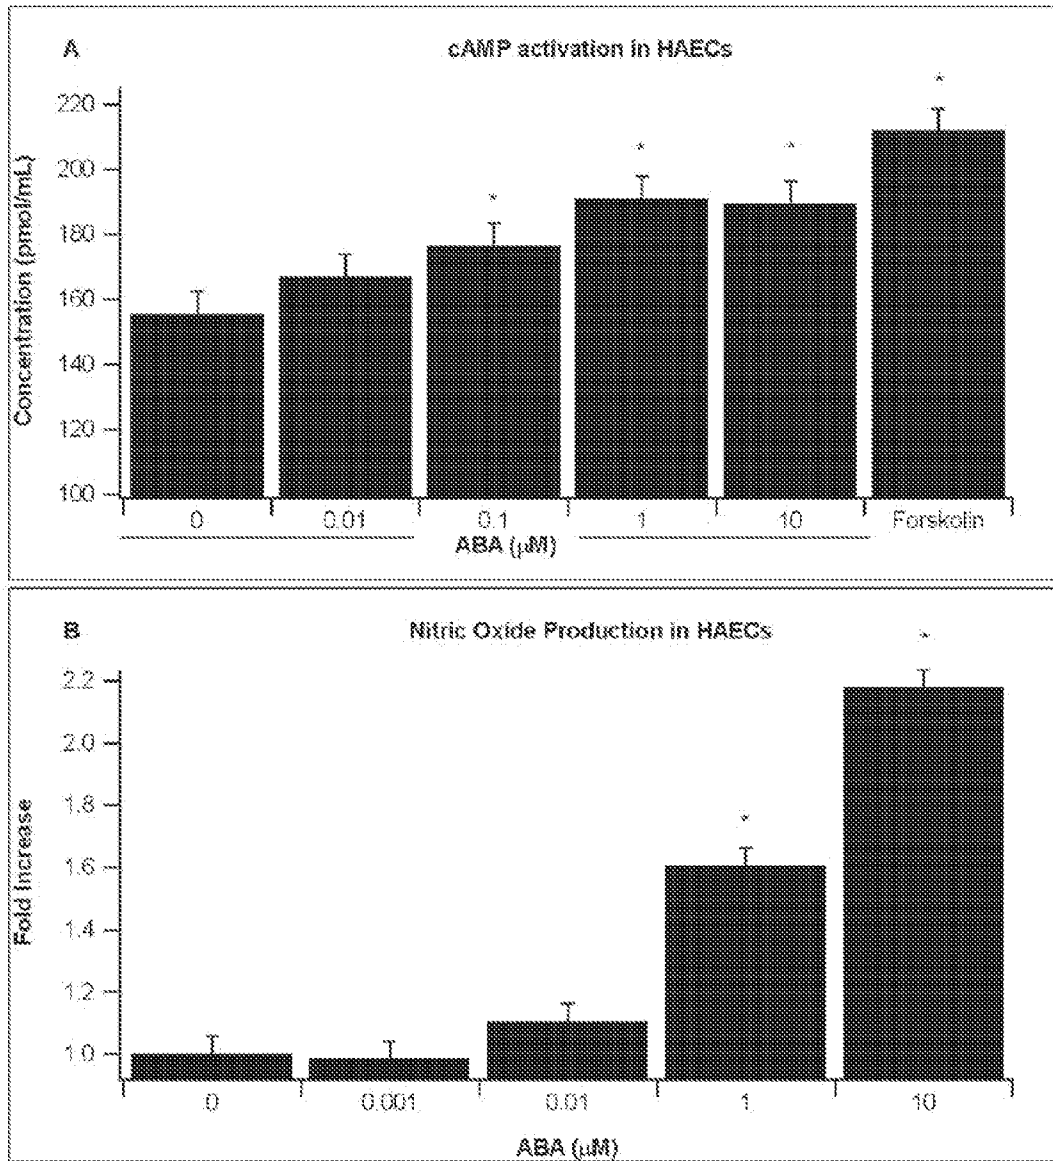 A cAMP activation in HAECs
Concentration (pmol/mL)
220
200
180
160
140
120
100
* * * *
0 0.01 0.1 1 10 Forskolin
ABA (µM)
B Nitric Oxide Production in HAECs
Fold Increase
2.2
2.0
1.8
1.6
1.4
1.2
1.0
* *
0 0.001 0.01 1 10
ABA (µM)